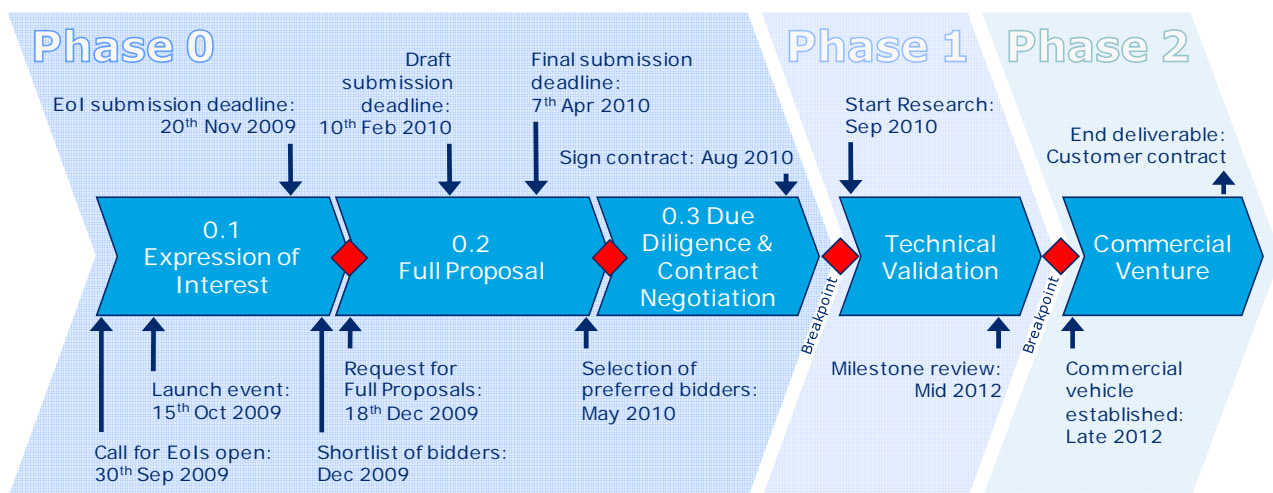 Phase 0
Phase 1
Phase 2
EoI submission deadline:
20th Nov 2009
Draft
submission
deadline:
10th Feb 2010
Final submission
deadline:
7th Apr 2010
Sign contract: Aug 2010
Start Research:
Sep 2010
End deliverable:
Customer contract
0.1
Expression of
Interest
0.2
Full Proposal
0.3 Due
Diligence &
Contract
Negotiation
Breakpoint
Technical
Validation
Breakpoint
Commercial
Venture
Call for EoIs open:
30th Sep 2009
Launch event:
15th Oct 2009
Shortlist of bidders:
Dec 2009
Request for
Full Proposals:
18th Dec 2009
Selection of
preferred bidders:
May 2010
Milestone review:
Mid 2012
Commercial
vehicle
established:
Late 2012